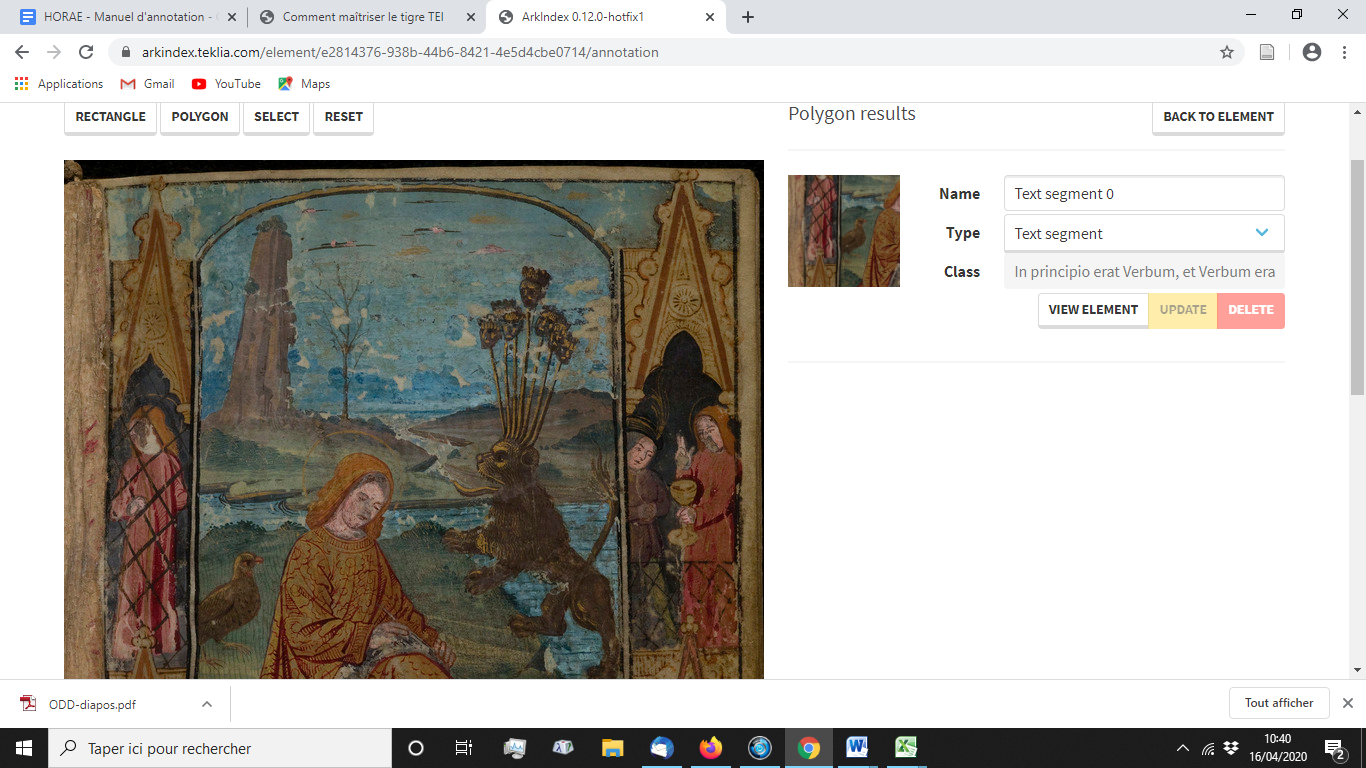 HORAE - Manuel d'annotation -
Comment maîtriser le tigre TEI
ArkIndex 0.12.0-hotfix1
arkindex.teklia.com/element/e2814376-938b-44b6-8421-4e5d4cbe0714/annotation
Applications
Gmail
YouTube
Maps
RECTANGLE
POLYGON
SELECT
RESET
Polygon results
BACK TO ELEMENT
Name
Text segment 0
Type
Text segment
Class
In principio erat Verbum, et Verbum era
VIEW ELEMENT
UPDATE
DELETE
ODD-diapos.pdf
Tout afficher
Taper ici pour rechercher
10:40
16/04/2020
2